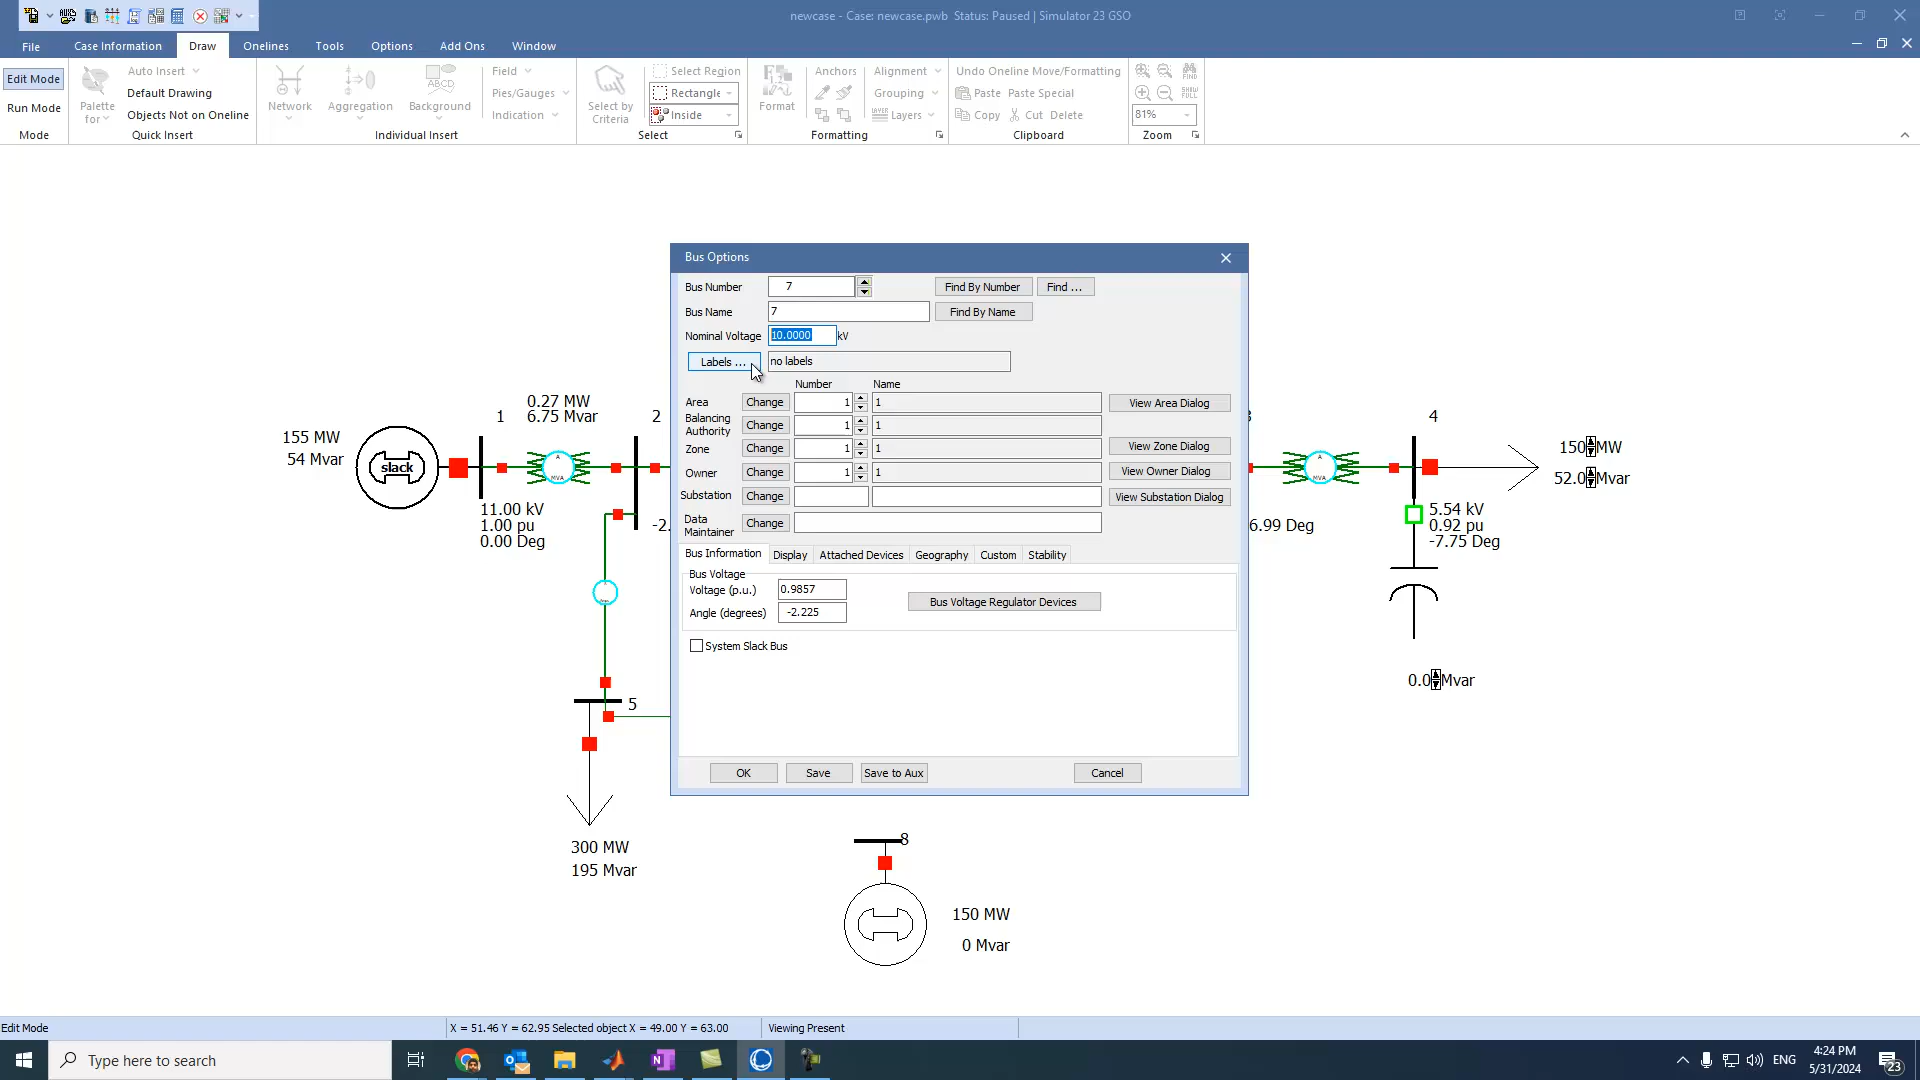 newcase - Case: newcase.pwb  Status: Paused | Simulator 23 GSO
File
Case Information
Draw
Onelines
Tools
Options
Add Ons
Window
Edit Mode
Run Mode
Mode
Palette for
Auto Insert
Default Drawing
Objects Not on Oneline
Quick Insert
Network
Aggregation
Background
ABCD
Field
Pies/Gauges
Indication
Individual Insert
Select by Criteria
Select Region
Rectangle
Inside
Select
Format
Anchors
Alignment
Grouping
Layers
Formatting
Undo Oneline Move/Formatting
Paste
Paste Special
Copy
Cut
Delete
Clipboard
SHOW FULL
81%
Zoom
Bus Options
Bus Number
7
Find By Number
Find ...
Bus Name
7
Find By Name
Nominal Voltage
10.0000
kV
Labels ...
no labels
Number
Name
Area
Change
1
1
View Area Dialog
Balancing Authority
Change
1
1
Zone
Change
1
1
View Zone Dialog
Owner
Change
1
1
View Owner Dialog
Substation
Change
View Substation Dialog
Data Maintainer
Change
Bus Information
Display
Attached Devices
Geography
Custom
Stability
Bus Voltage
Voltage (p.u.)
0.9857
Angle (degrees)
-2.225
Bus Voltage Regulator Devices
System Slack Bus
OK
Save
Save to Aux
Cancel
155 MW
54 Mvar
slack
1
0.27 MW
6.75 Mvar
2
A
MVA
11.00 kV
1.00 pu
0.00 Deg
-2.
5
300 MW
195 Mvar
8
150 MW
0 Mvar
6.99 Deg
A
MVA
4
150 MW
52.0 Mvar
5.54 kV
0.92 pu
-7.75 Deg
0.0 Mvar
Edit Mode
X = 51.46 Y = 62.95 Selected object X = 49.00 Y = 63.00
Viewing Present
Type here to search
ENG
4:24 PM
5/31/2024
23